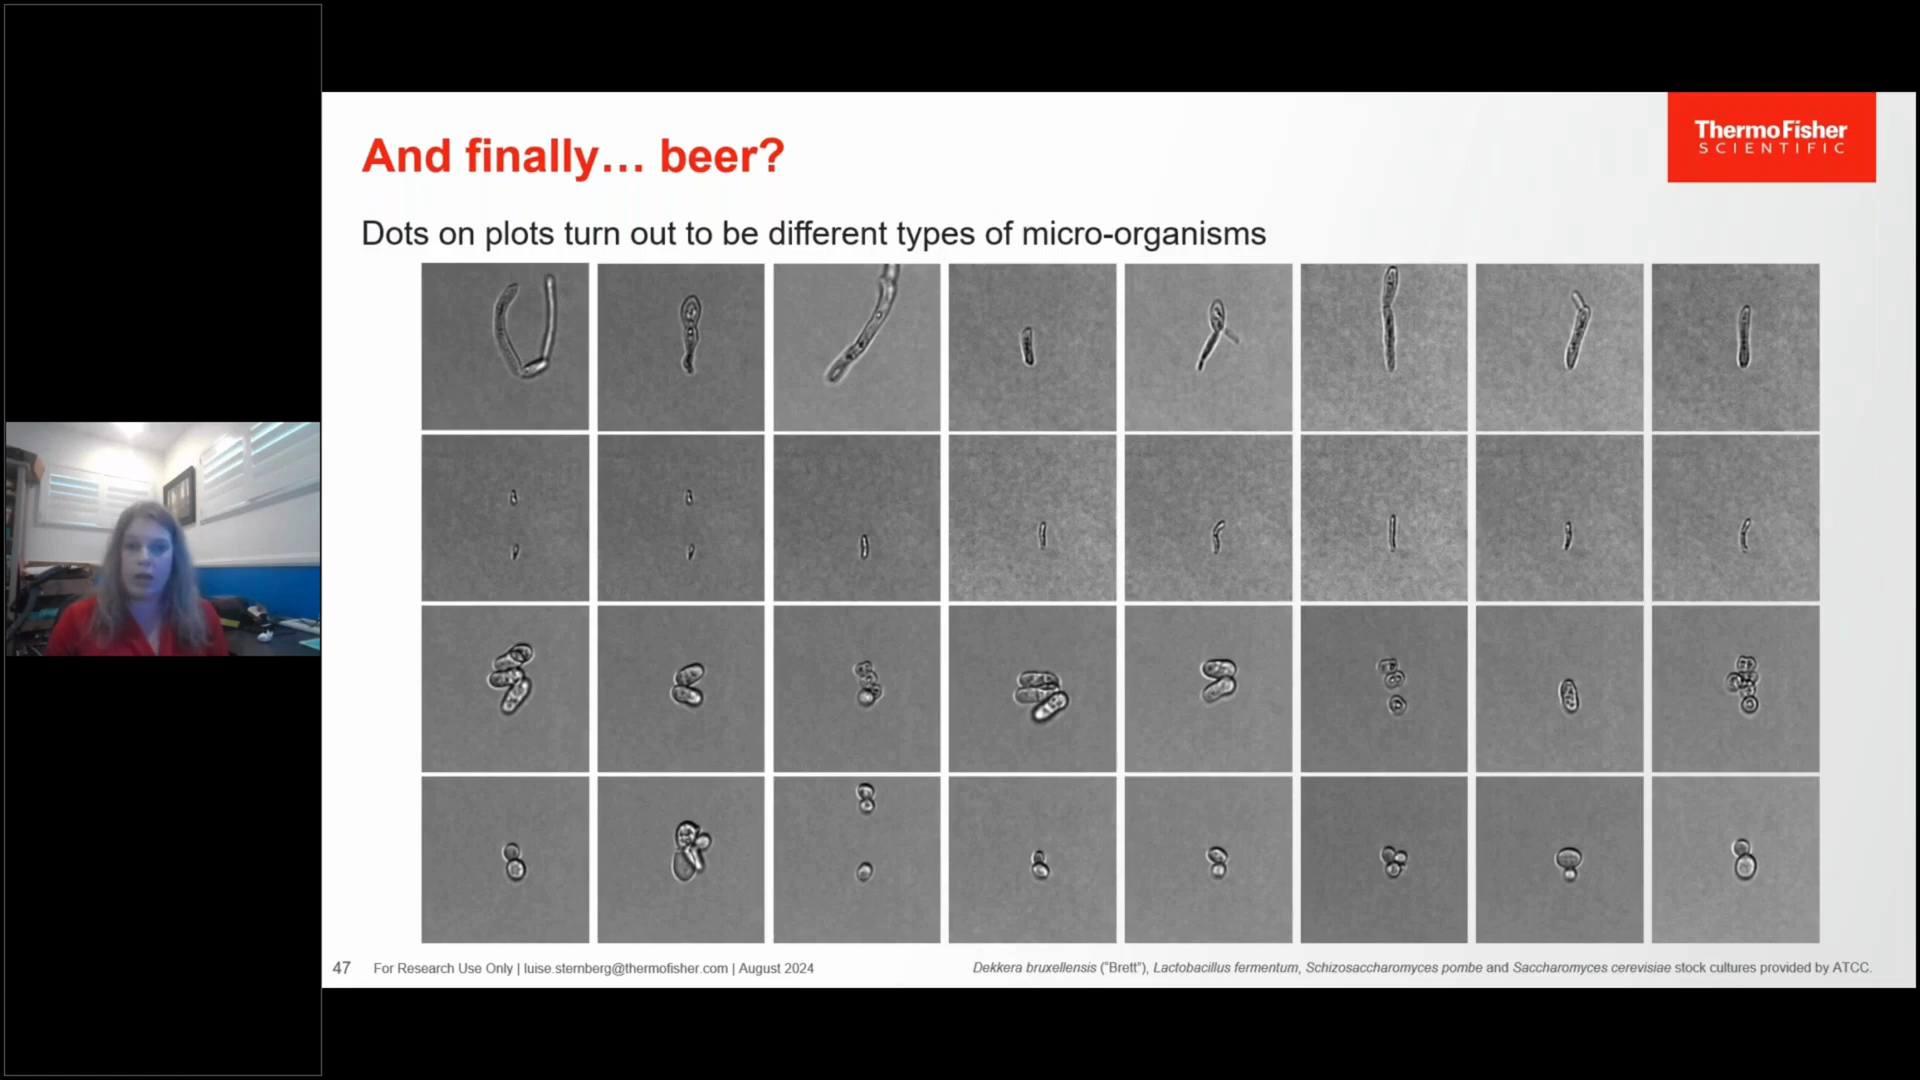 And finally... beer?
ThermoFisher
SCIENTIFIC
Dots on plots turn out to be different types of micro-organisms
47 For Research Use Only | luise.sternberg@thermofisher.com | August 2024
Dekkera bruxellensis ("Brett"), Lactobacillus fermentum, Schizosaccharomyces pombe and Saccharomyces cerevisiae stock cultures provided by ATCC.